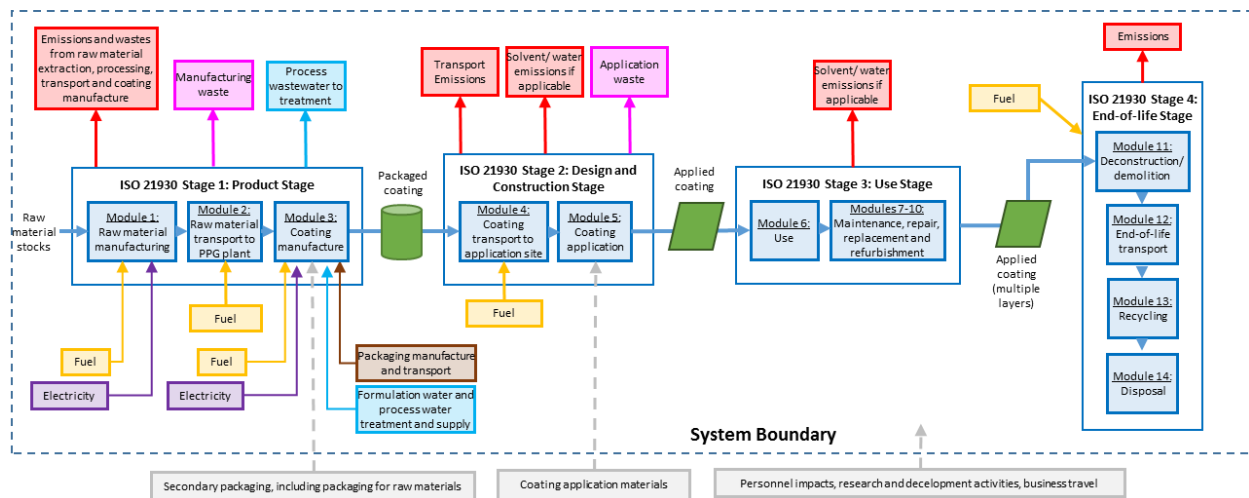 Emissions and wastes
from raw material
extraction, processing,
transport and coating
manufacture
Manufacturing
waste
Process
wastewater to
treatment
Transport
Emissions
Solvent/ water
emissions if
applicable
Application
waste
Solvent/ water
emissions if
applicable
Emissions
Fuel
ISO 21930 Stage 1: Product Stage
Raw
material
stocks
Module 1:
Raw material
manufacturing
Module 2:
Raw material
transport to
PPG plant
Module 3:
Coating
manufacture
Packaged
coating
ISO 21930 Stage 2: Design and
Construction Stage
Module 4:
Coating
transport to
application site
Module 5:
Coating
application
Applied
coating
ISO 21930 Stage 3: Use Stage
Module 6:
Use
Modules 7-10:
Maintenance, repair,
replacement and
refurbishment
Applied
coating
(multiple
layers)
ISO 21930 Stage 4:
End-of-life Stage
Module 11:
Deconstruction/
demolition
Module 12:
End-of-life
transport
Module 13:
Recycling
Module 14:
Disposal
Fuel
Electricity
Fuel
Fuel
Electricity
Packaging manufacture
and transport
Formulation water and
process water
treatment and supply
Fuel
System Boundary
Secondary packaging, including packaging for raw materials
Coating application materials
Personnel impacts, research and decelopment activities, business travel